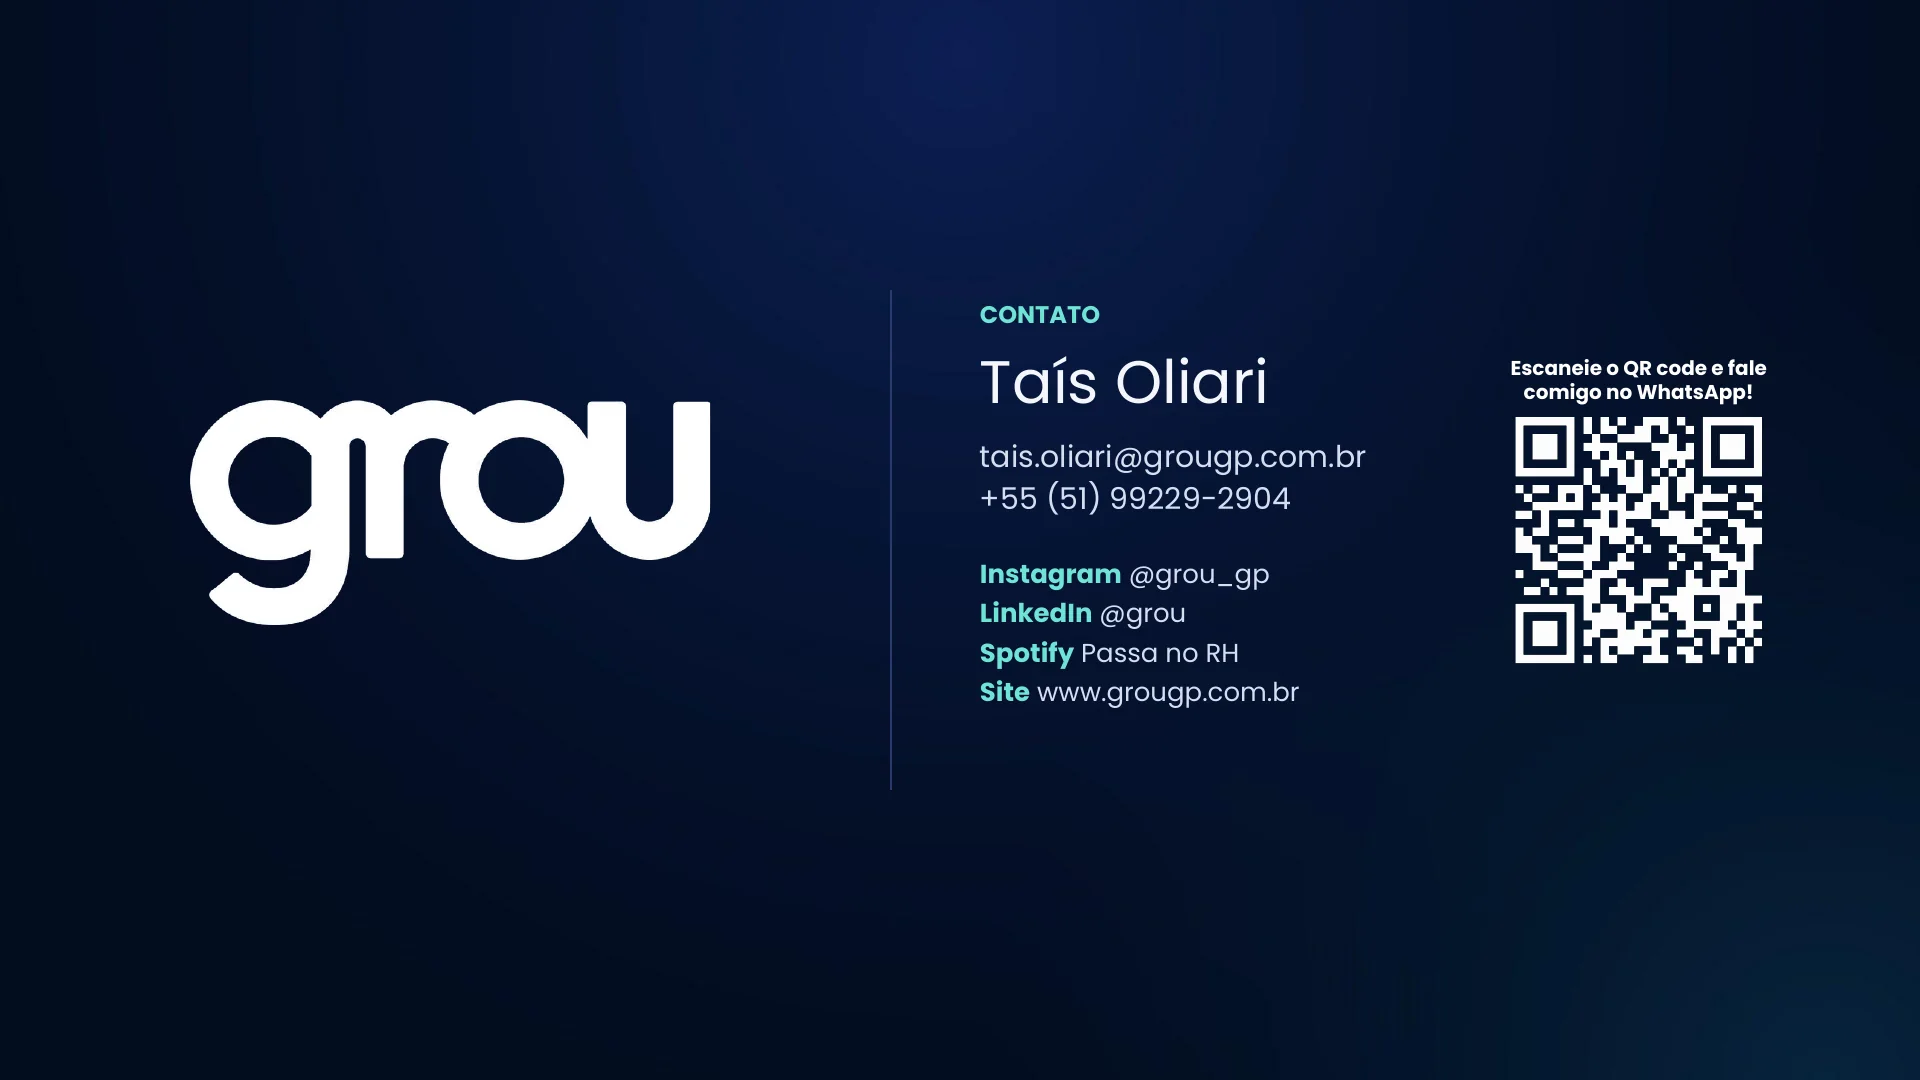 grou
CONTATO
Taís Oliari
tais.oliari@grougp.com.br
+55 (51) 99229-2904
Instagram @grou_gp
LinkedIn @grou
Spotify Passa no RH
Site www.grougp.com.br
Escaneie o QR code e fale
comigo no WhatsApp!